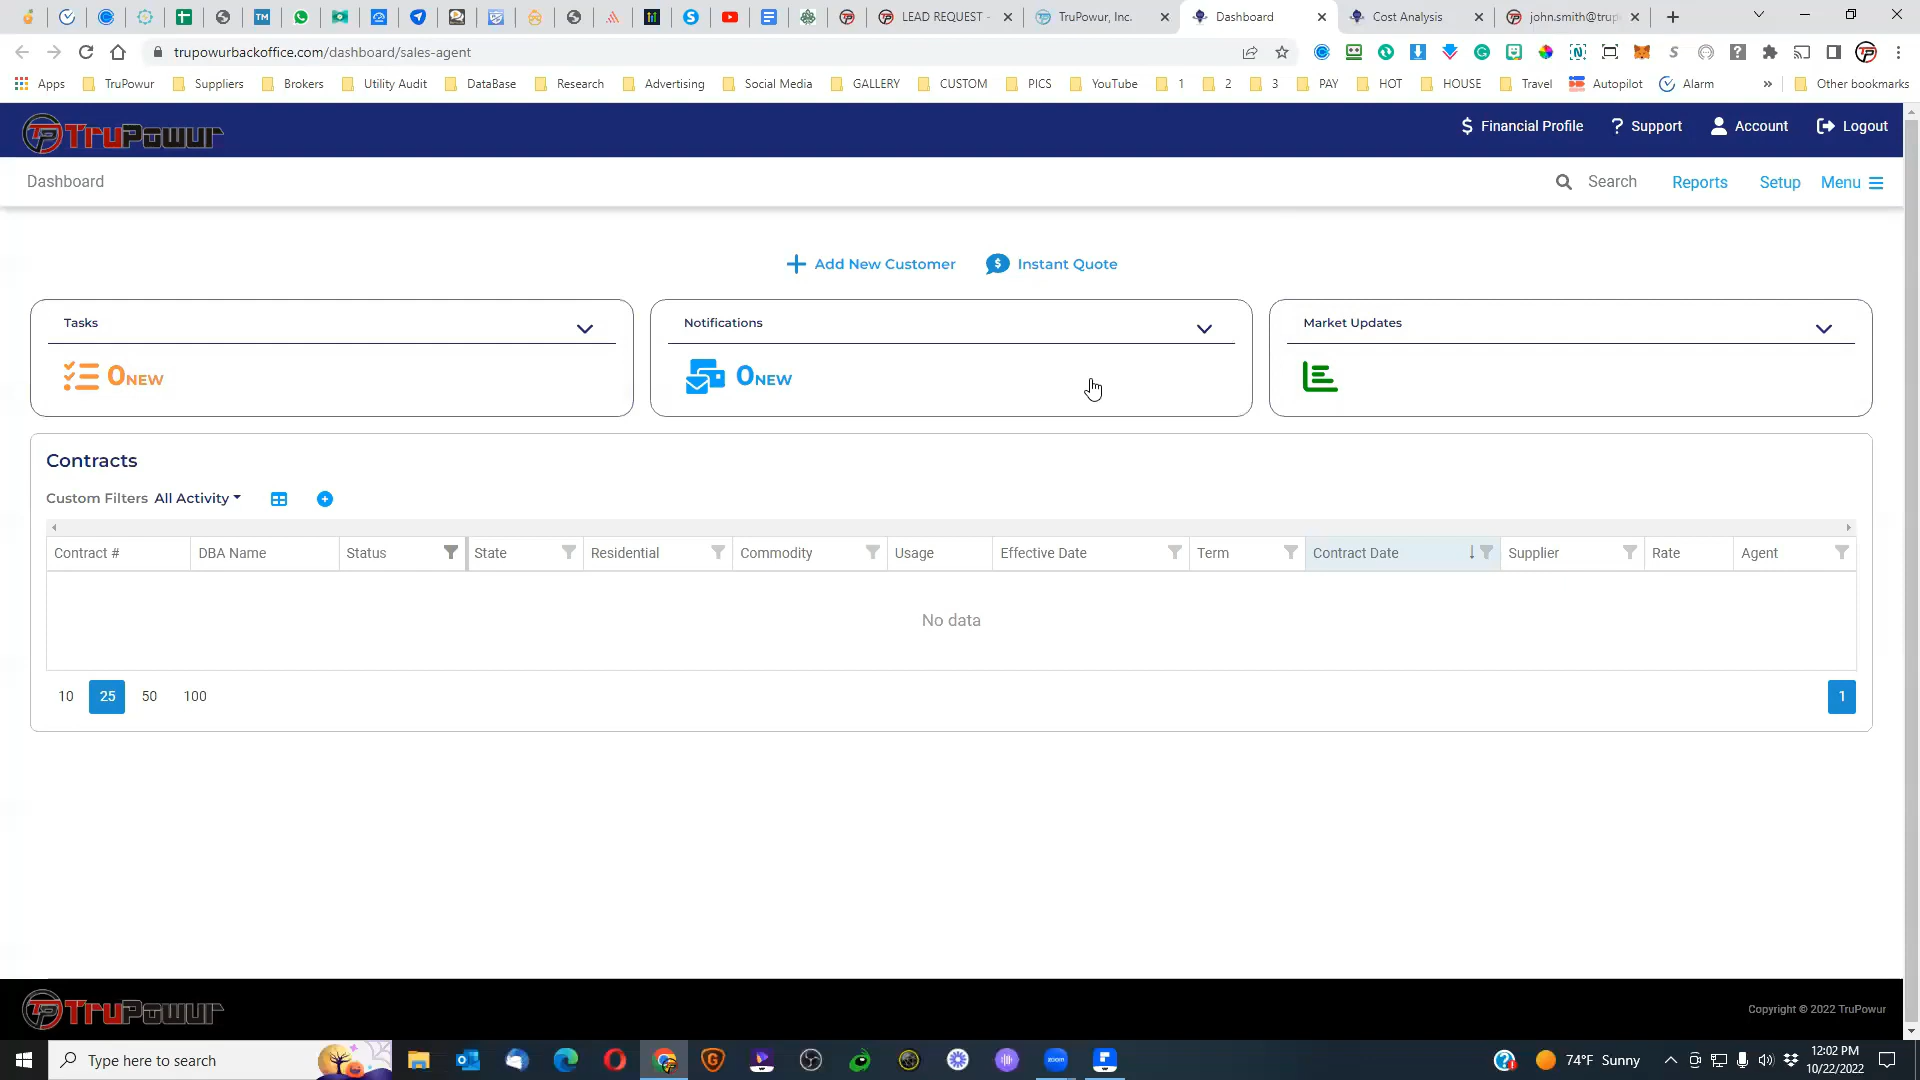 LEAD REQUEST - TruPowur, Inc. Dashboard Cost Analysis john.smith@trup
trupowurbackoffice.com/dashboard/sales-agent
Apps TruPowur Suppliers Brokers Utility Audit DataBase Research Advertising Social Media GALLERY CUSTOM PICS YouTube 1 2 3 PAY HOT HOUSE Travel Autopilot Alarm » Other bookmarks
TruPowur $ Financial Profile ? Support Account Logout
Dashboard Search Reports Setup Menu
+ Add New Customer $ Instant Quote
Tasks
0 NEW
Notifications
0 NEW
Market Updates
Contracts
Custom Filters All Activity
Contract # DBA Name Status State Residential Commodity Usage Effective Date Term Contract Date Supplier Rate Agent
No data
10 25 50 100 1
TruPowur Copyright © 2022 TruPowur
Type here to search zoom 74°F Sunny 12:02 PM
10/22/2022